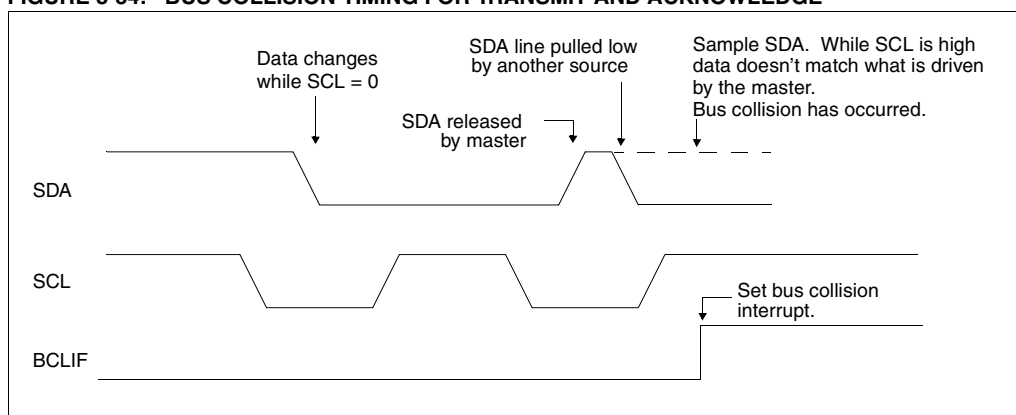 FIGURE 8-34: BUS COLLISION TIMING FOR TRANSMIT AND ACKNOWLEDGE
Data changes
while SCL = 0
SDA line pulled low
by another source
Sample SDA. While SCL is high
data doesn't match what is driven
by the master.
Bus collision has occurred.
SDA released
by master
SDA
SCL
Set bus collision
interrupt.
BCLIF